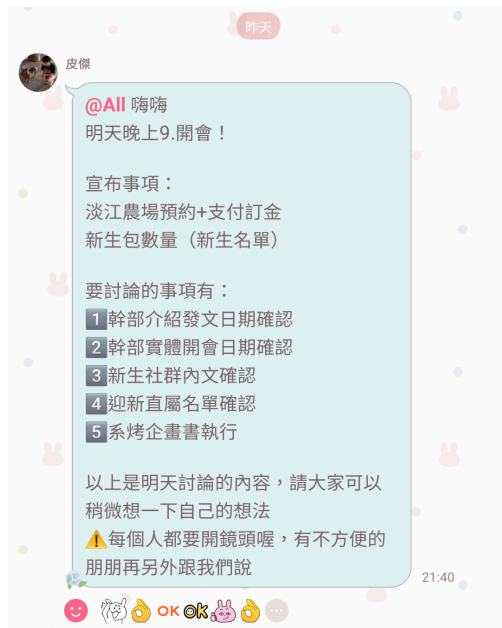 昨天
皮傑
@All 嗨嗨
明天晚上9.開會！
宣布事項：
淡江農場預約+支付訂金
新生包數量（新生名單）
要討論的事項有：
1️⃣幹部介紹發文日期確認
2️⃣幹部實體開會日期確認
3️⃣新生社群內文確認
4️⃣迎新直屬名單確認
5️⃣系烤企畫書執行
以上是明天討論的內容，請大家可以
稍微想一下自己的想法
⚠️每個人都要開鏡頭喔，有不方便的
朋朋再另外跟我們說
21:40
OK OK